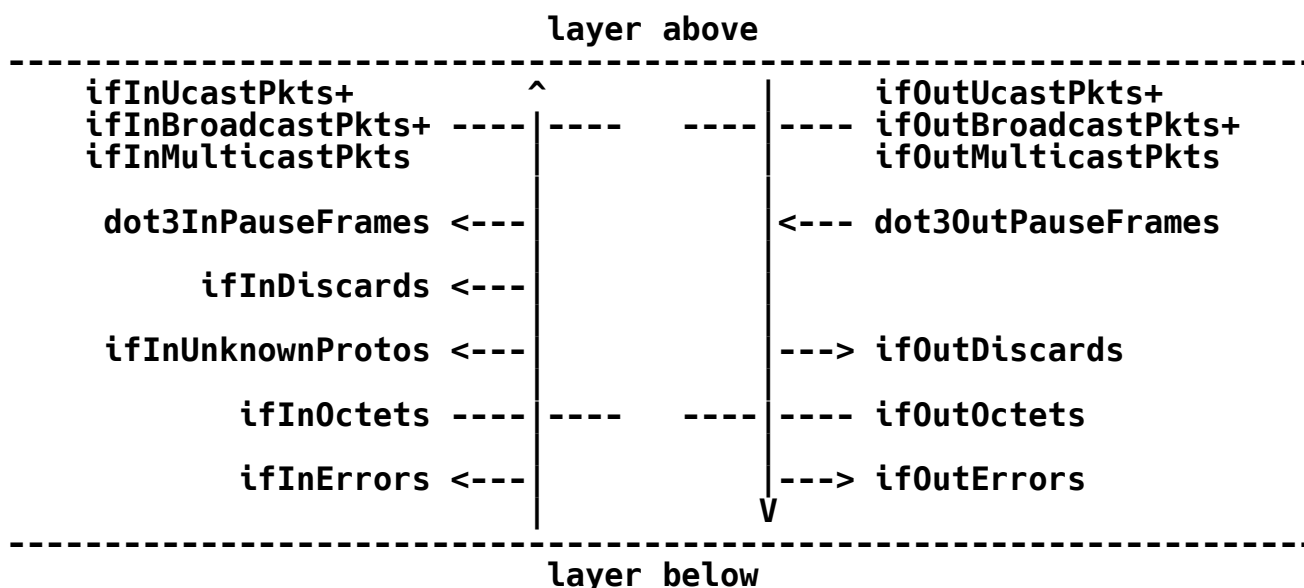 layer above
--------------------------------------------------------------------
ifInUcastPkts+         ^            |     ifOutUcastPkts+
ifInBroadcastPkts+ ----|----   ----|---- ifOutBroadcastPkts+
ifInMulticastPkts      |            |     ifOutMulticastPkts
dot3InPauseFrames <---|            |<--- dot3OutPauseFrames
ifInDiscards <---|            |
ifInUnknownProtos <---|            |---> ifOutDiscards
ifInOctets ----|----   ----|---- ifOutOctets
ifInErrors <---|            |---> ifOutErrors
|            V
--------------------------------------------------------------------
layer below